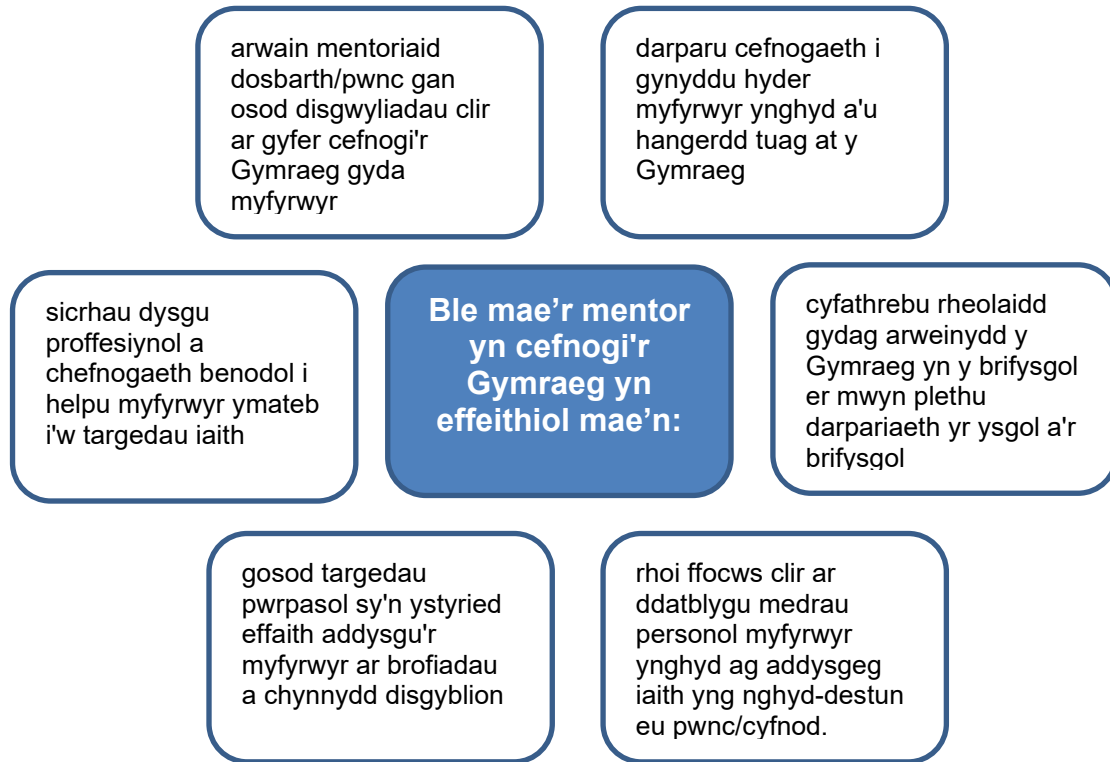 arwain mentoriaid
dosbarth/pwnc gan
osod disgwyliadau clir
ar gyfer cefnogi'r
Gymraeg gyda
myfyrwyr
darparu cefnogaeth i
gynyddu hyder
myfyrwyr ynghyd a'u
hangerdd tuag at y
Gymraeg
sicrhau dysgu
proffesiynol a
chefnogaeth benodol i
helpu myfyrwyr ymateb
i'w targedau iaith
Ble mae’r mentor
yn cefnogi'r
Gymraeg yn
effeithiol mae’n:
cyfathrebu rheolaidd
gydag arweinydd y
Gymraeg yn y brifysgol
er mwyn plethu
darpariaeth yr ysgol a'r
brifysgol
gosod targedau
pwrpasol sy'n ystyried
effaith addysgu'r
myfyrwyr ar brofiadau
a chynnydd disgyblion
rhoi ffocws clir ar
ddatblygu medrau
personol myfyrwyr
ynghyd ag addysgeg
iaith yng nghyd-destun
eu pwnc/cyfnod.